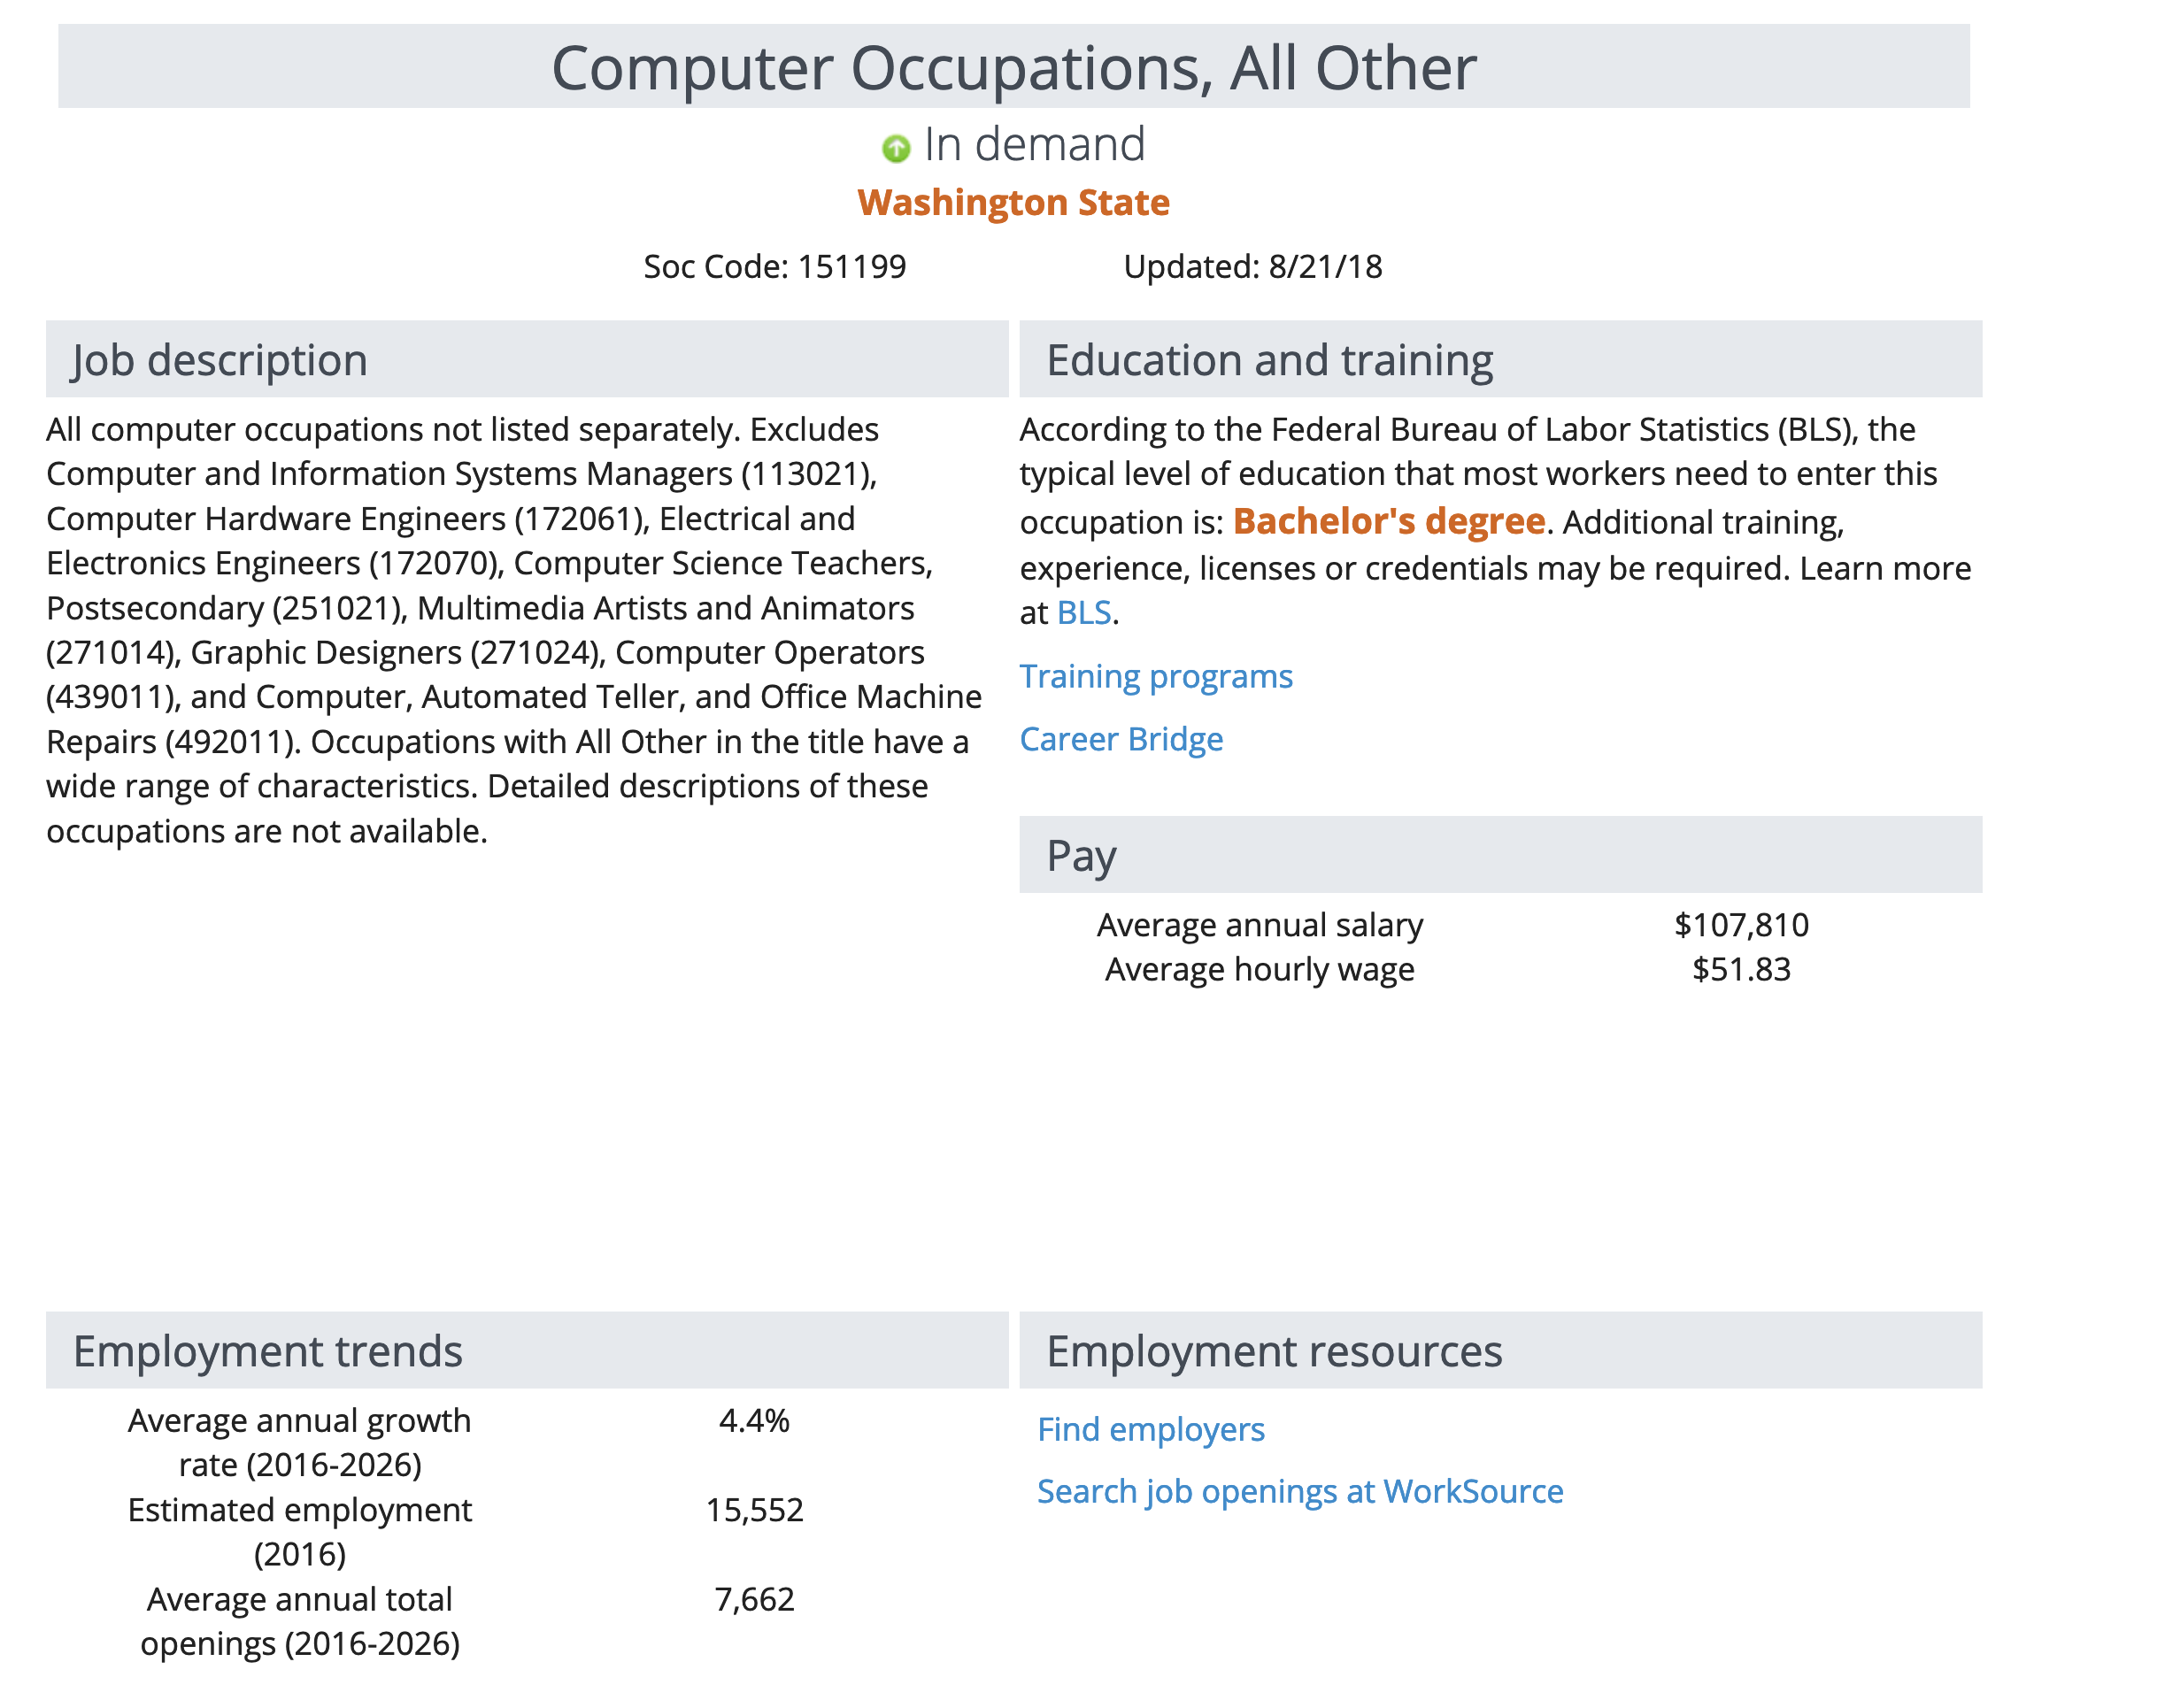 Computer Occupations, All Other
In demand
Washington State
Soc Code: 151199 Updated: 8/21/18
Job description
All computer occupations not listed separately. Excludes
Computer and Information Systems Managers (113021),
Computer Hardware Engineers (172061), Electrical and
Electronics Engineers (172070), Computer Science Teachers,
Postsecondary (251021), Multimedia Artists and Animators
(271014), Graphic Designers (271024), Computer Operators
(439011), and Computer, Automated Teller, and Office Machine
Repairs (492011). Occupations with All Other in the title have a
wide range of characteristics. Detailed descriptions of these
occupations are not available.
Education and training
According to the Federal Bureau of Labor Statistics (BLS), the
typical level of education that most workers need to enter this
occupation is: Bachelor's degree. Additional training,
experience, licenses or credentials may be required. Learn more
at BLS.
Training programs
Career Bridge
Pay
Average annual salary $107,810
Average hourly wage $51.83
Employment trends
Average annual growth 4.4%
rate (2016-2026)
Estimated employment 15,552
(2016)
Average annual total 7,662
openings (2016-2026)
Employment resources
Find employers
Search job openings at WorkSource